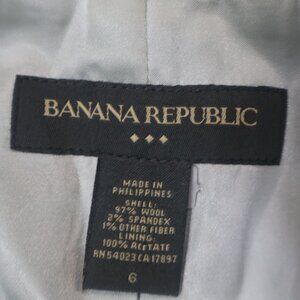 BANANA REPUBLIC
MADE IN
PHILIPPINES
SHELL:
97% WOOL
2% SPANDEX
1% OTHER FIBER
LINING:
100% ACETATE
RN 54023 CA 17897
6